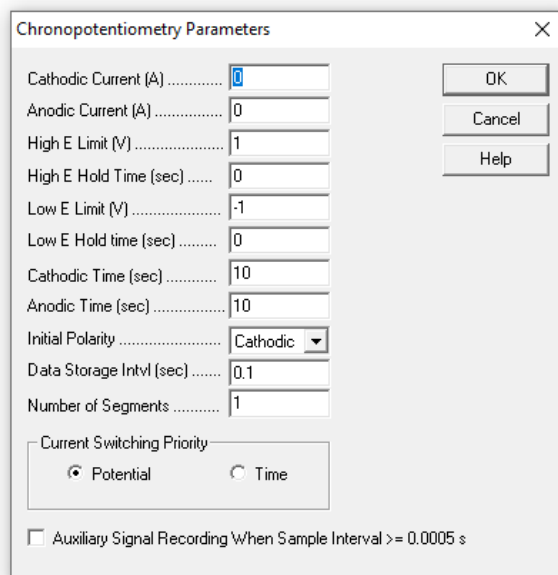 Chronopotentiometry Parameters
Cathodic Current (A) ............ 0
Anodic Current (A) ............... 0
High E Limit (V) ...................... 1
High E Hold Time (sec) ...... 0
Low E Limit (V) ...................... -1
Low E Hold time (sec) ......... 0
Cathodic Time (sec) ............ 10
Anodic Time (sec) ............... 10
Initial Polarity ........................ Cathodic
Data Storage Intvl (sec) ....... 0.1
Number of Segments ........... 1
OK
Cancel
Help
Current Switching Priority
Potential Time
Auxiliary Signal Recording When Sample Interval >= 0.0005 s